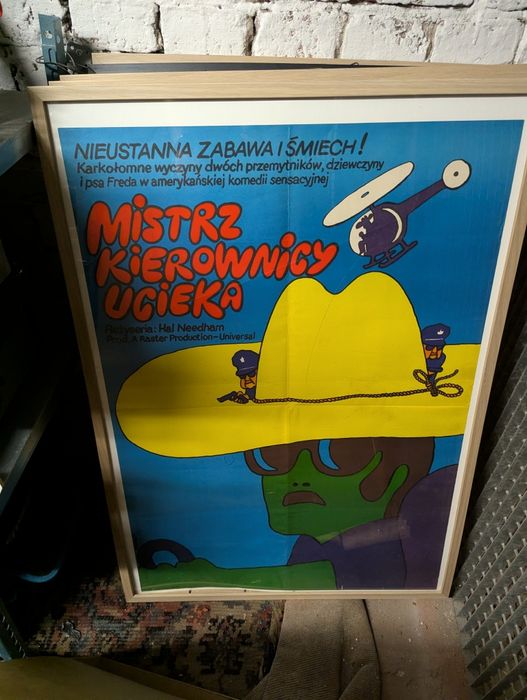 NIEUSTANNA ZABAWA I ŚMIECH!
Karkołomne wyczyny dwóch przemytników, dziewczyny
i psa Freda w amerykańskiej komedii sensacyjnej
MISTRZ
KIEROWNICY
UCIEKA
Reżyseria: Hal Needham
Prod. A Raster Production – Universal